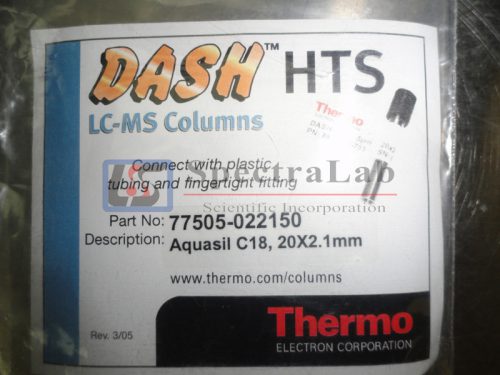 DASH™ HTS
LC-MS Columns
Thermo
DASH
Connect with plastic
tubing and fingertight fitting
SpectraLab
Scientific Incorporation
Part No: 77505-022150
Description: Aquasil C18, 20X2.1mm
www.thermo.com/columns
Rev. 3/05
Thermo
ELECTRON CORPORATION